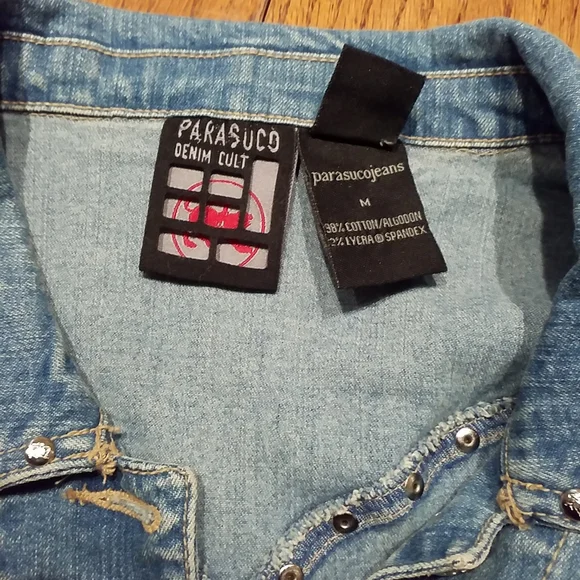 PARASUCO
DENIM CULT
parasucojeans
M
98% COTTON/ALGODON
2% LYCRA® SPANDEX